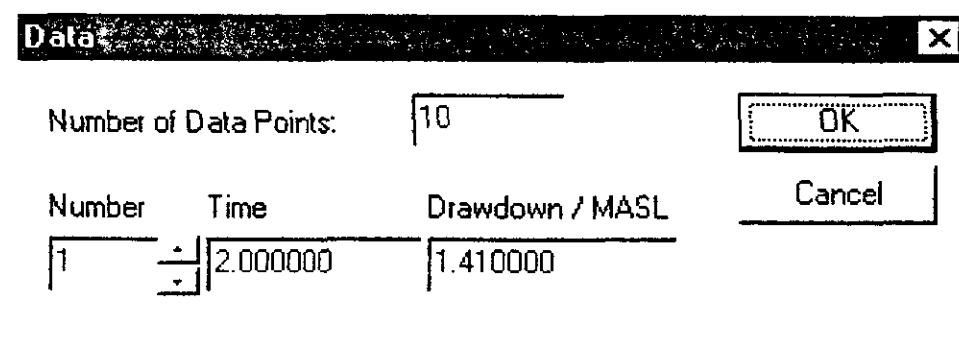 Data
Number of Data Points: 10 OK
Cancel
Number Time Drawdown / MASL
1 2.000000 1.410000